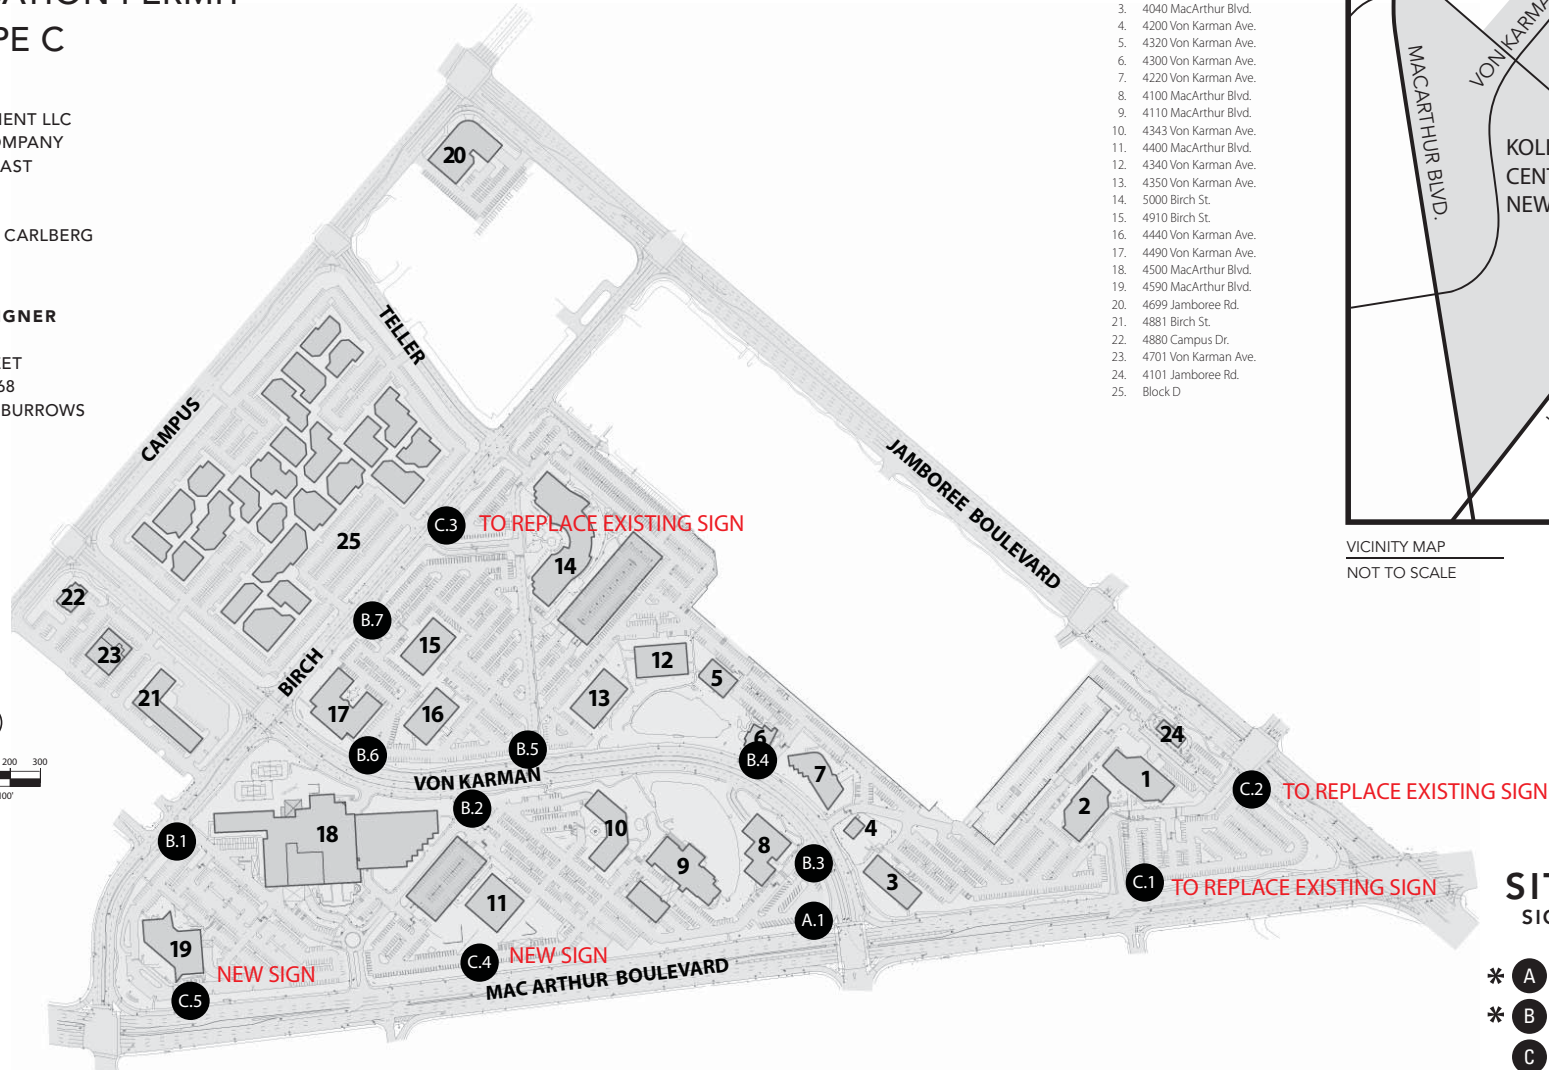 PE C
ENT LLC
OMPANY
AST
CARLBERG
GNER
ET
68
BURROWS
200 300
100'
3. 4040 MacArthur Blvd.
4. 4200 Von Karman Ave.
5. 4320 Von Karman Ave.
6. 4300 Von Karman Ave.
7. 4220 Von Karman Ave.
8. 4100 MacArthur Blvd.
9. 4110 MacArthur Blvd.
10. 4343 Von Karman Ave.
11. 4400 MacArthur Blvd.
12. 4340 Von Karman Ave.
13. 4350 Von Karman Ave.
14. 5000 Birch St.
15. 4910 Birch St.
16. 4440 Von Karman Ave.
17. 4490 Von Karman Ave.
18. 4500 MacArthur Blvd.
19. 4590 MacArthur Blvd.
20. 4699 Jamboree Rd.
21. 4881 Birch St.
22. 4880 Campus Dr.
23. 4701 Von Karman Ave.
24. 4101 Jamboree Rd.
25. Block D
VON KARMA
MACARTHUR BLVD.
KOLL
CENT
NEW
VICINITY MAP
NOT TO SCALE
20
TELLER
CAMPUS
JAMBOREE BOULEVARD
C.3 TO REPLACE EXISTING SIGN
25
14
22
B.7
23
15
12
5
BIRCH
21
17
16
13
6
24
B.6
B.5
B.4
VON KARMAN
7
1
C.2 TO REPLACE EXISTING SIGN
2
B.2
B.1
18
10
4
8
9
B.3
3
C.1 TO REPLACE EXISTING SIGN
11
A.1
19
NEW SIGN
C.4 NEW SIGN
MAC ARTHUR BOULEVARD
C.5
SIT
SIG
* A
* B
C